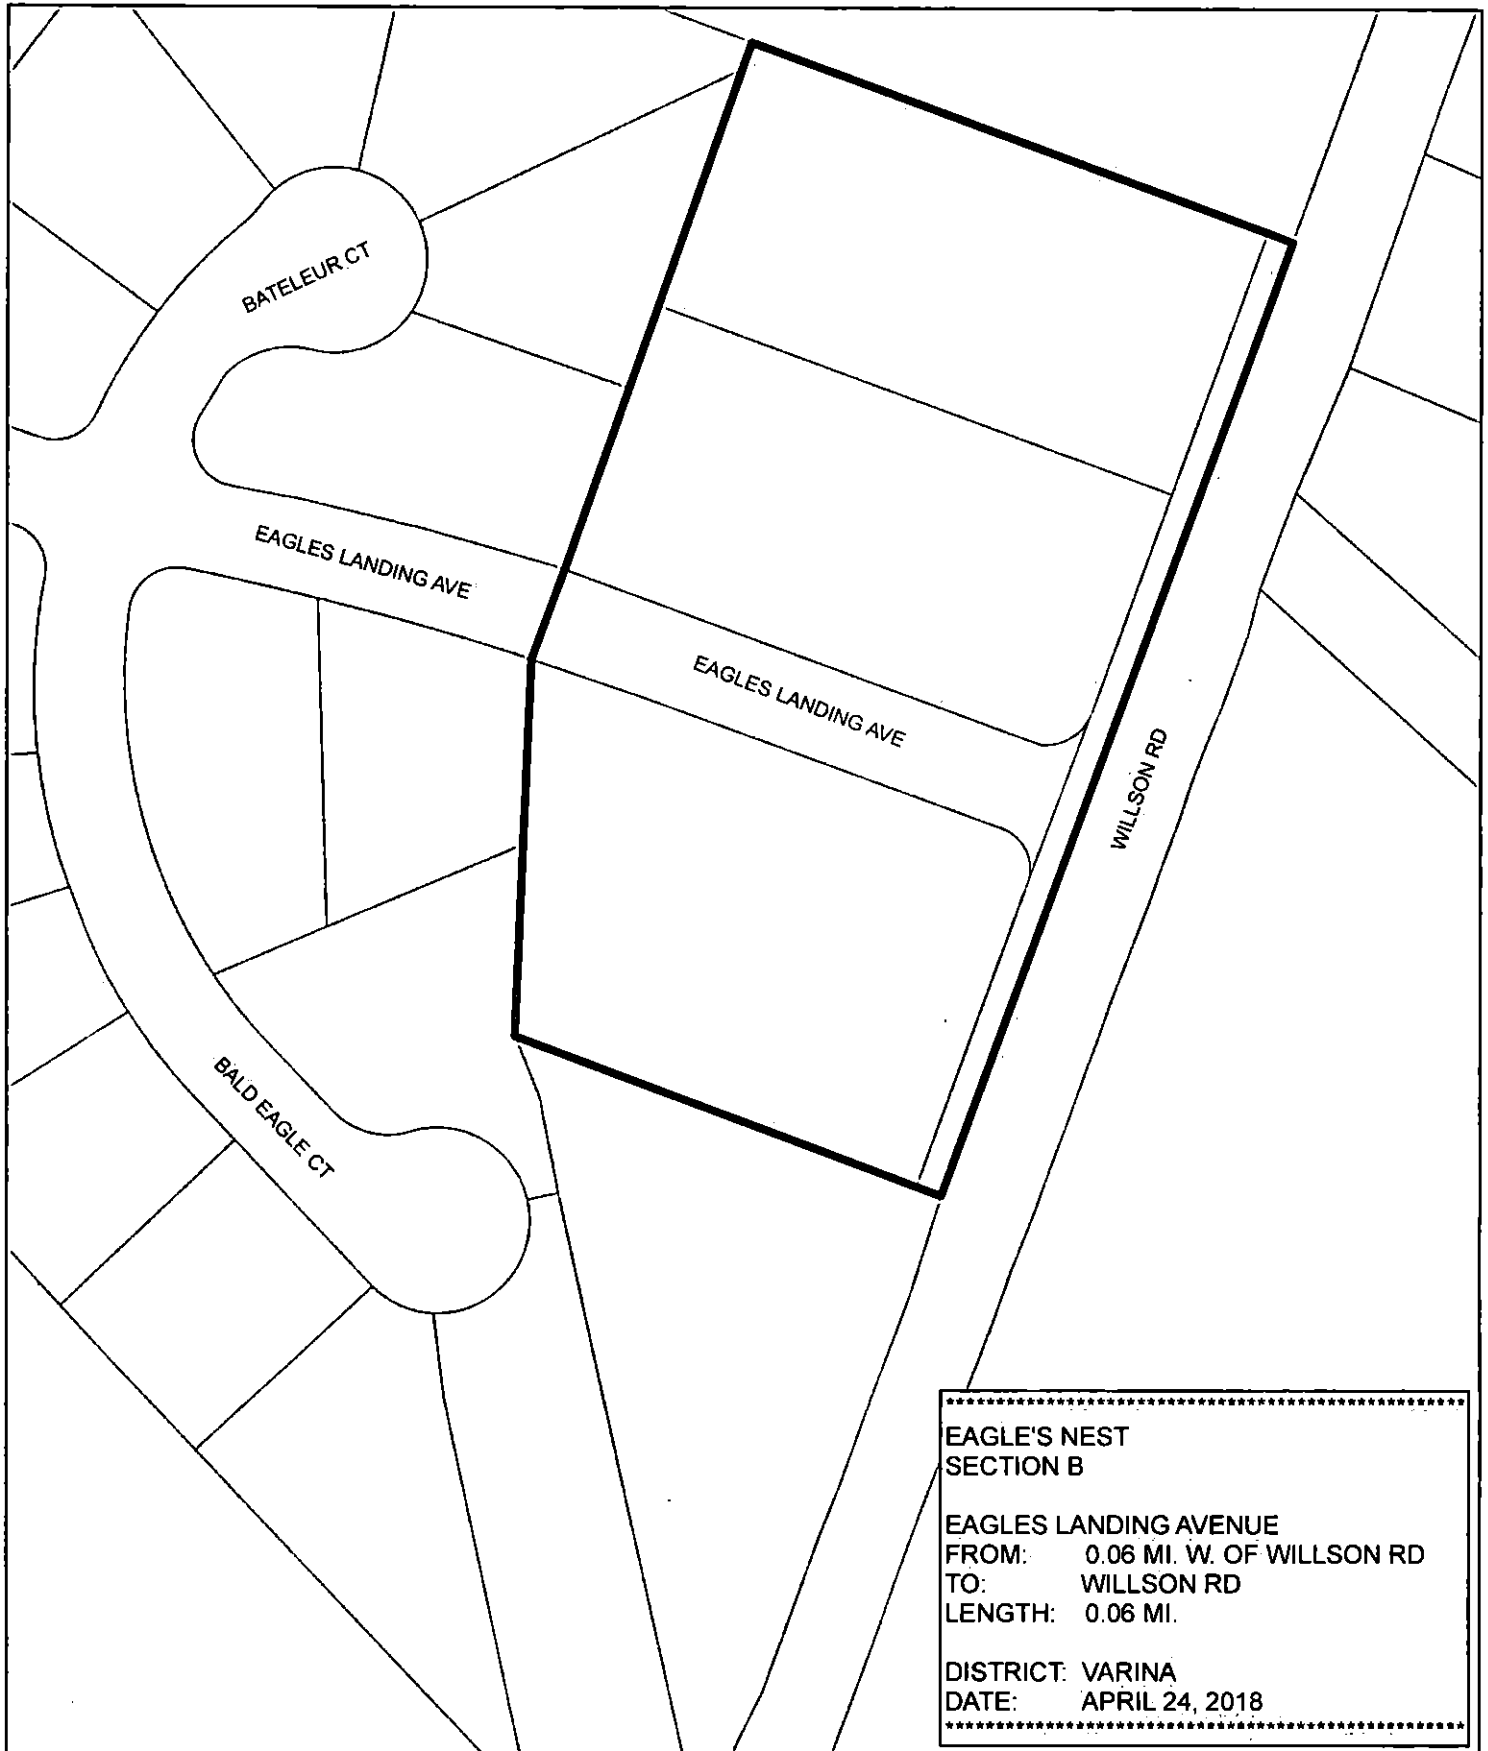 BATELEUR CT
EAGLES LANDING AVE
EAGLES LANDING AVE
WILLSON RD
BALD EAGLE CT
****************************************************************
EAGLE'S NEST
SECTION B
EAGLES LANDING AVENUE
FROM: 0.06 MI. W. OF WILLSON RD
TO: WILLSON RD
LENGTH: 0.06 MI.
DISTRICT: VARINA
DATE: APRIL 24, 2018
****************************************************************